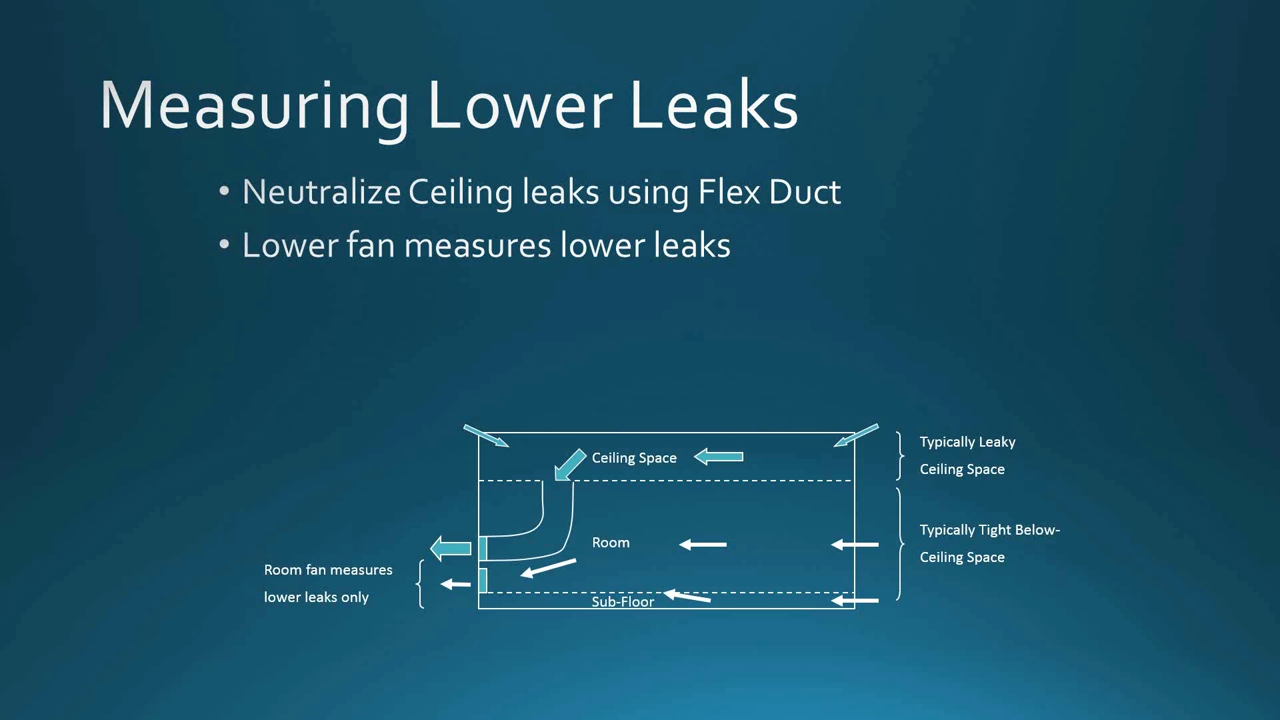 Measuring Lower Leaks
• Neutralize Ceiling leaks using Flex Duct
• Lower fan measures lower leaks
Typically Leaky
Ceiling Space
Ceiling Space
Typically Tight Below-
Ceiling Space
Room
Room fan measures
lower leaks only
Sub-Floor